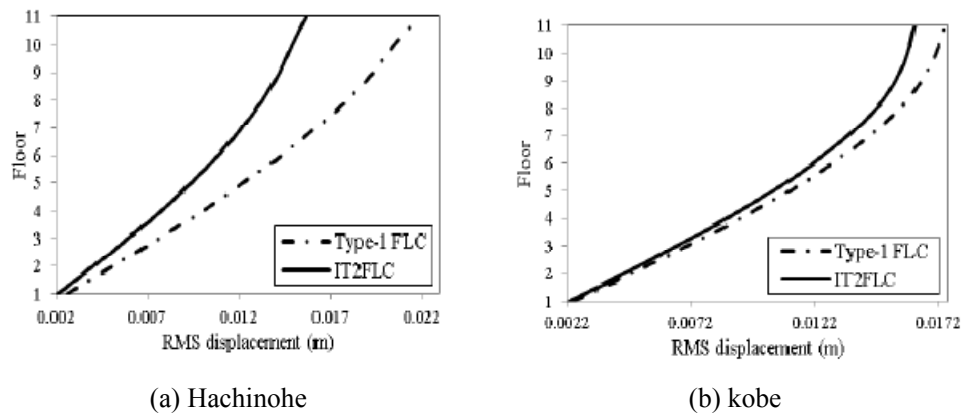 11
10
9
8
7
6
5
4
3
2
1
Floor
0.002 0.007 0.012 0.017 0.022
RMS displacement (m)
Type-1 FLC
IT2FLC
(a) Hachinohe
11
10
9
8
7
6
5
4
3
2
1
Floor
0.0022 0.0072 0.0122 0.0172
RMS displacement (m)
Type-1 FLC
IT2FLC
(b) kobe